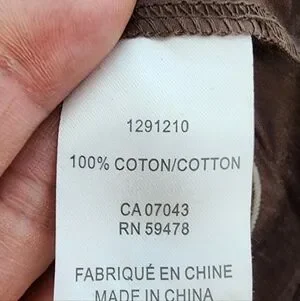 1291210
100% COTON/COTTON
CA 07043
RN 59478
FABRIQUÉ EN CHINE
MADE IN CHINA